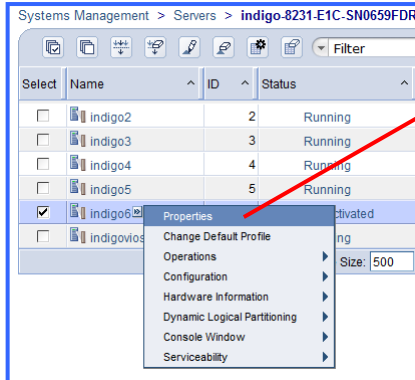 Systems Management > Servers > indigo-8231-E1C-SN0659FDR
Filter
Select Name ID Status
indigo2 2 Running
indigo3 3 Running
indigo4 4 Running
indigo5 5 Running
indigo6 ctivated
indigovios ng
Size: 500
Properties
Change Default Profile
Operations
Configuration
Hardware Information
Dynamic Logical Partitioning
Console Window
Serviceability